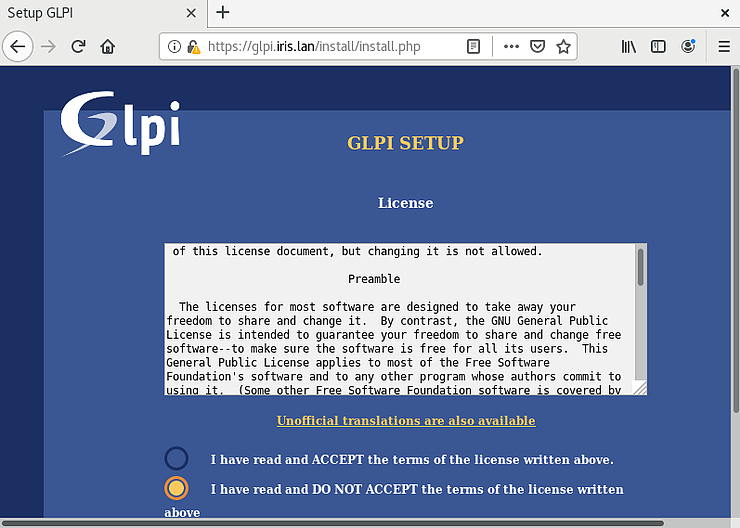 Setup GLPI
https://glpi.iris.lan/install/install.php
Glpi
GLPI SETUP
License
of this license document, but changing it is not allowed.
Preamble
The licenses for most software are designed to take away your
freedom to share and change it.  By contrast, the GNU General Public
License is intended to guarantee your freedom to share and change free
software--to make sure the software is free for all its users.  This
General Public License applies to most of the Free Software
Foundation's software and to any other program whose authors commit to
using it.  (Some other Free Software Foundation software is covered by
Unofficial translations are also available
I have read and ACCEPT the terms of the license written above.
I have read and DO NOT ACCEPT the terms of the license written
above